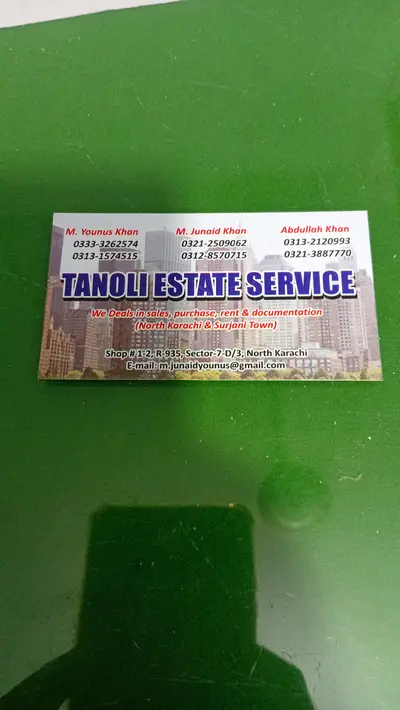 M. Younus Khan M. Junaid Khan Abdullah Khan
0333-3262574 0321-2509062 0313-2120993
0313-1574515 0312-8570715 0321-3887770
TANOLI ESTATE SERVICE
We Deals in sales, purchase, rent & documentation
(North Karachi & Surjani Town)
Shop # 1-2, R-935, Sector-7-D/3, North Karachi
E-mail: m.junaidyounus@gmail.com